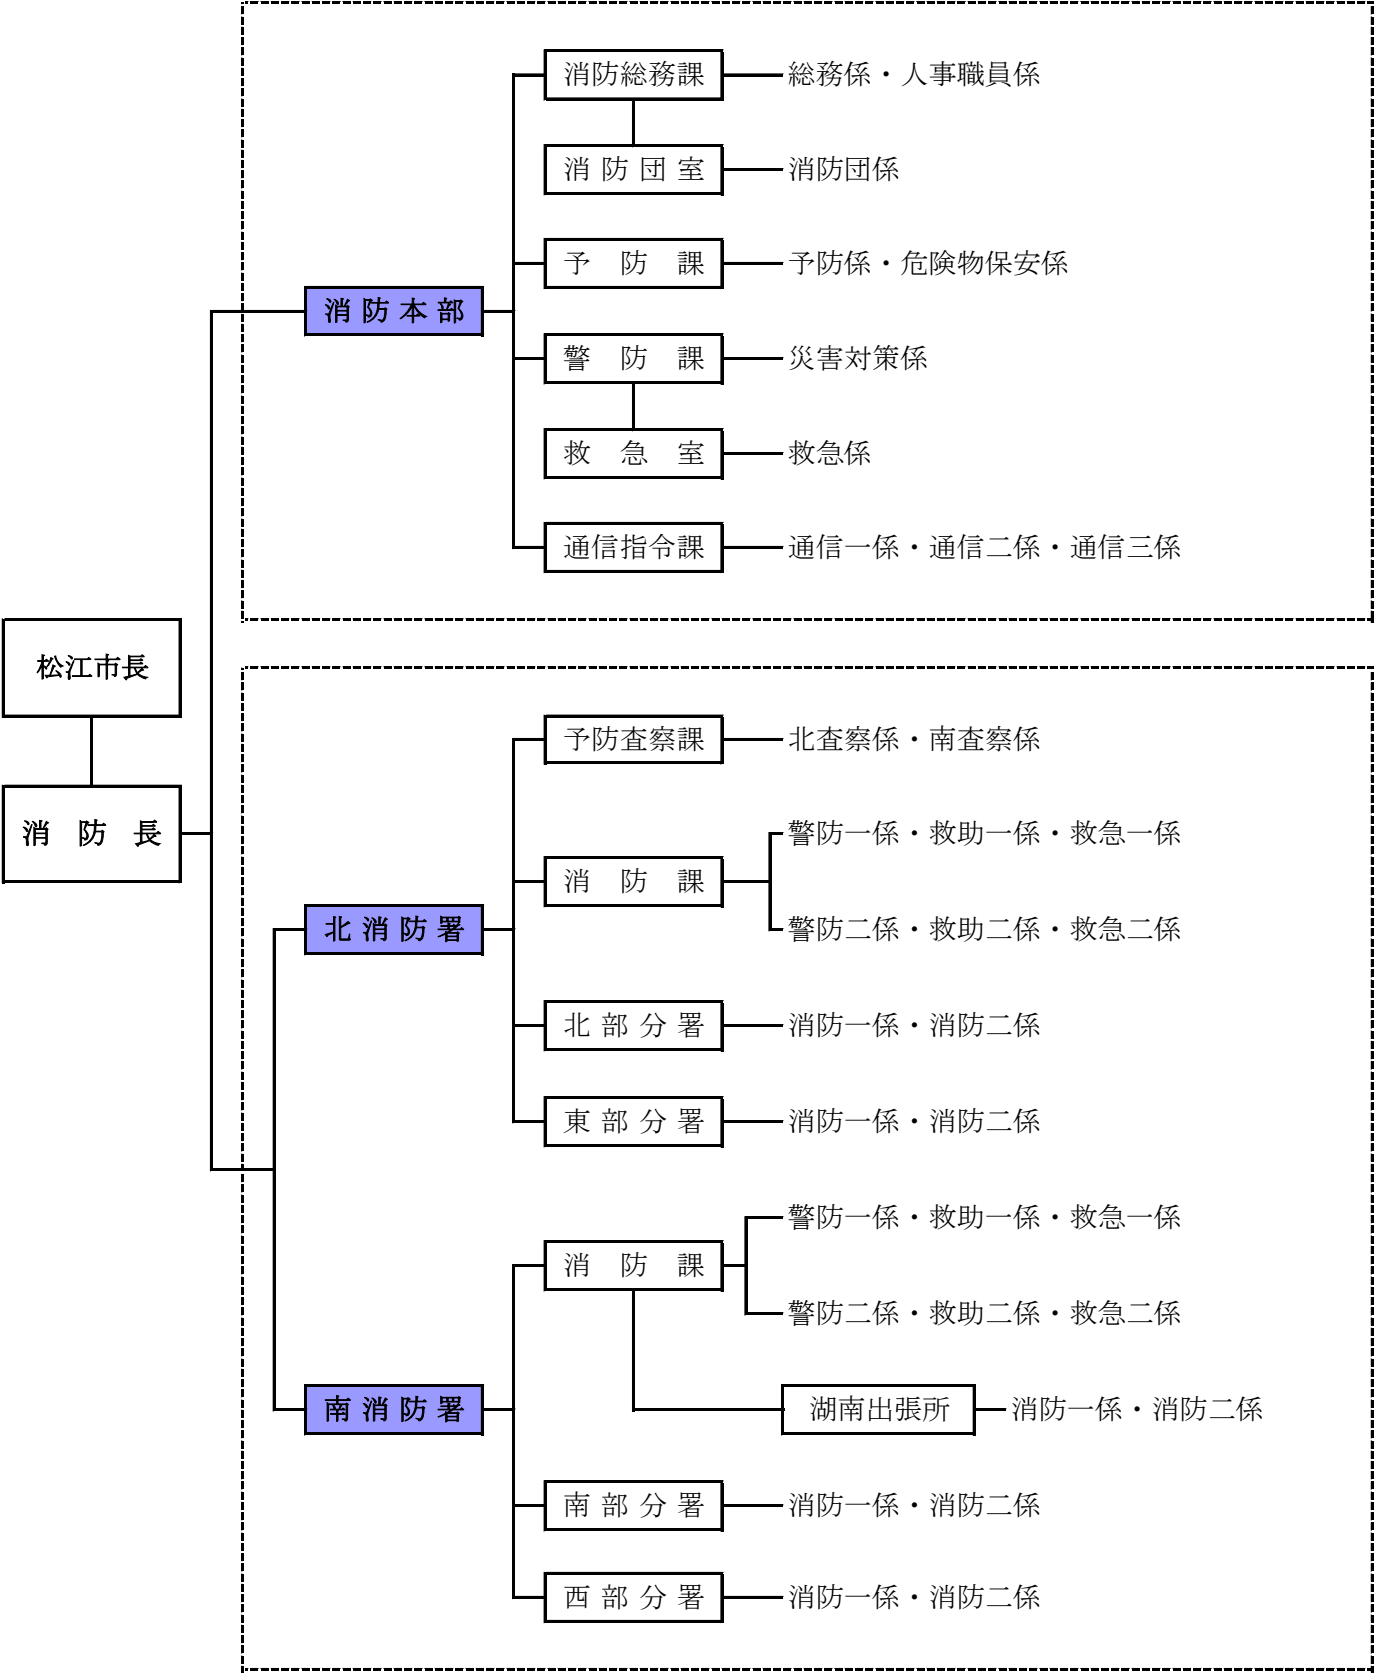 消防総務課 総務係・人事職員係
消防団室 消防団係
予防課 予防係・危険物保安係
消防本部
警防課 災害対策係
救急室 救急係
通信指令課 通信一係・通信二係・通信三係
松江市長
消防長
予防査察課 北査察係・南査察係
警防一係・救助一係・救急一係
消防課
警防二係・救助二係・救急二係
北消防署
北部分署 消防一係・消防二係
東部分署 消防一係・消防二係
警防一係・救助一係・救急一係
消防課
警防二係・救助二係・救急二係
南消防署
湖南出張所 消防一係・消防二係
南部分署 消防一係・消防二係
西部分署 消防一係・消防二係